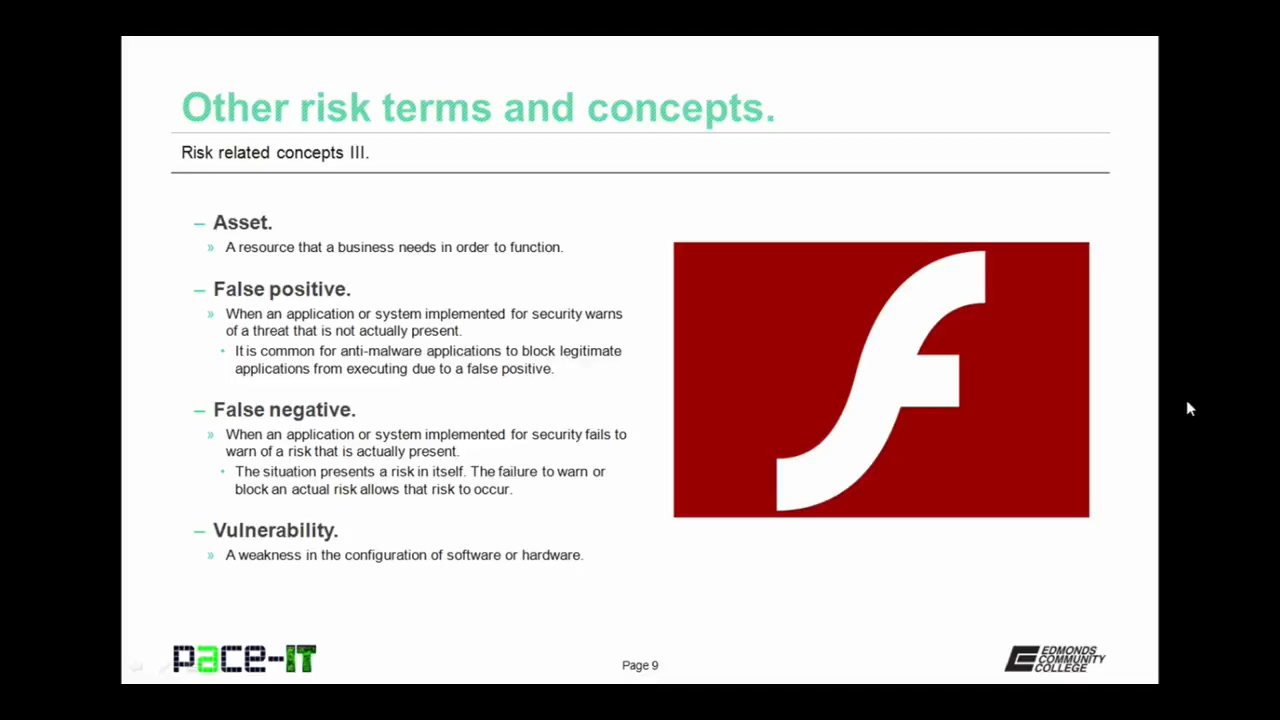 Other risk terms and concepts.
Risk related concepts III.
– Asset.
» A resource that a business needs in order to function.
– False positive.
» When an application or system implemented for security warns
of a threat that is not actually present.
• It is common for anti-malware applications to block legitimate
applications from executing due to a false positive.
– False negative.
» When an application or system implemented for security fails to
warn of a risk that is actually present.
• The situation presents a risk in itself. The failure to warn or
block an actual risk allows that risk to occur.
– Vulnerability.
» A weakness in the configuration of software or hardware.
pace-IT
Page 9
EDMONDS
COMMUNITY
COLLEGE